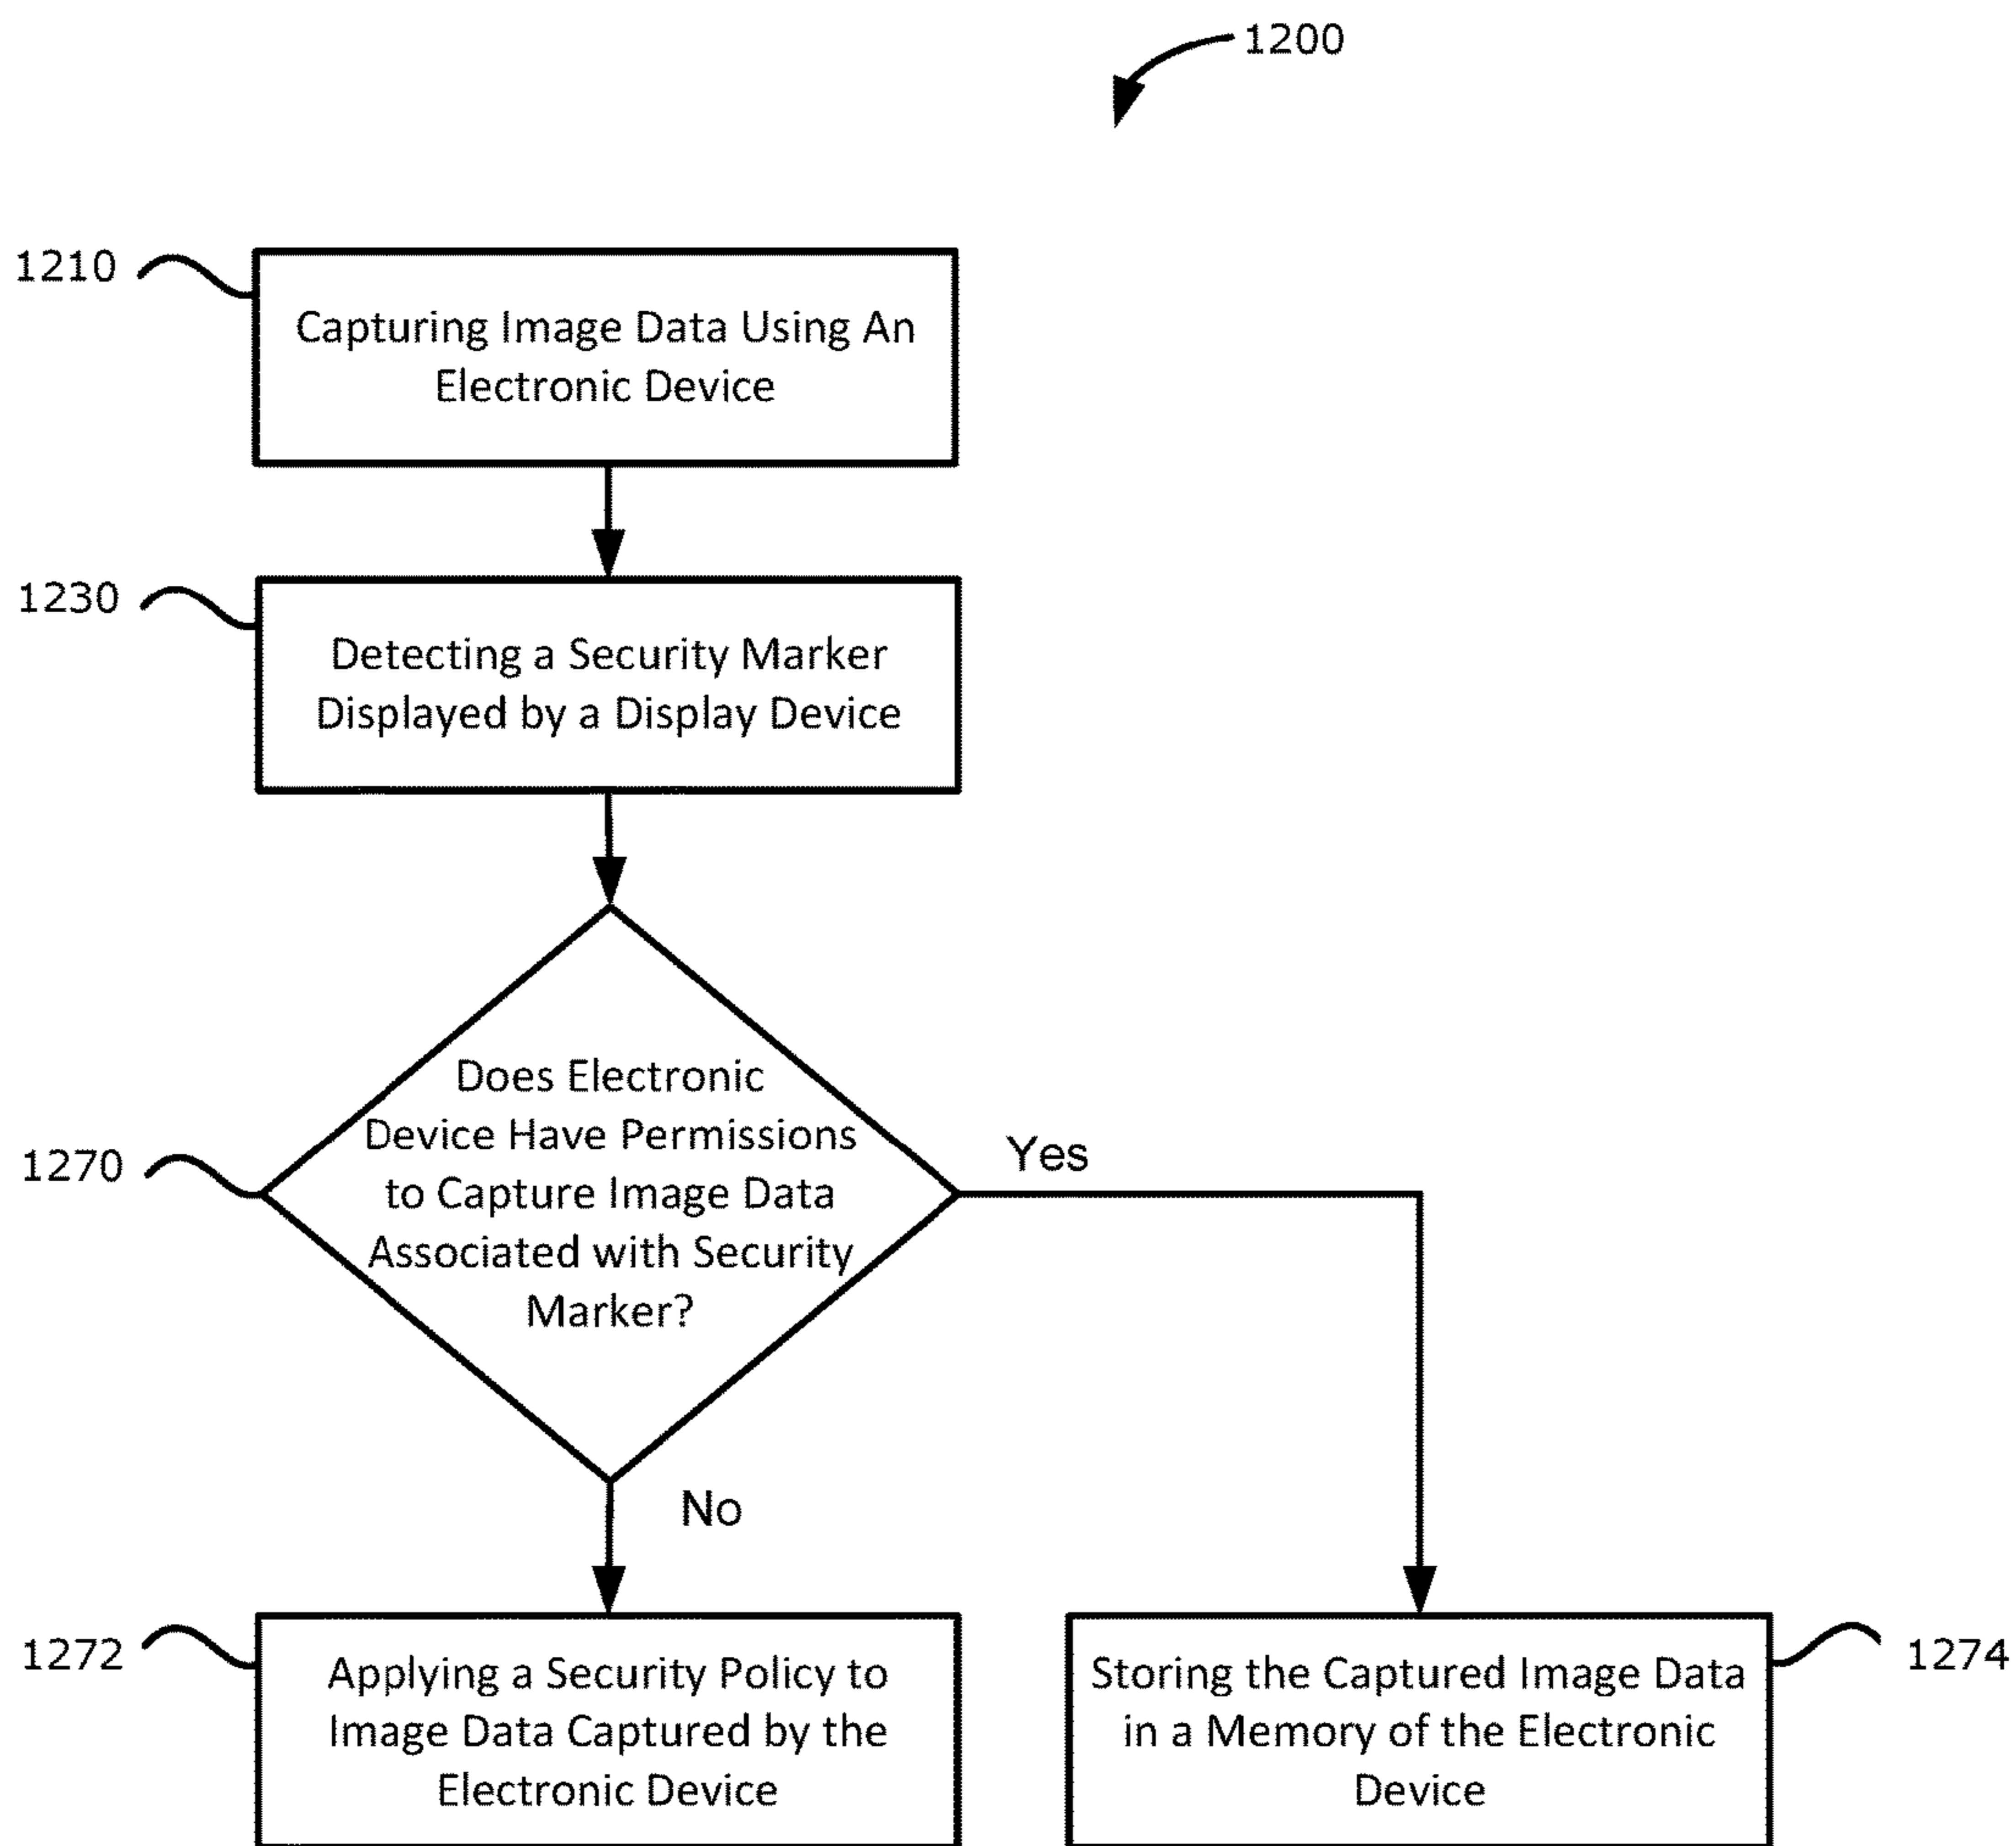 1200
1210
Capturing Image Data Using An
Electronic Device
1230
Detecting a Security Marker
Displayed by a Display Device
Does Electronic
Device Have Permissions
to Capture Image Data
Associated with Security
Marker?
1270
Yes
No
1272
Applying a Security Policy to
Image Data Captured by the
Electronic Device
Storing the Captured Image Data
in a Memory of the Electronic
Device
1274